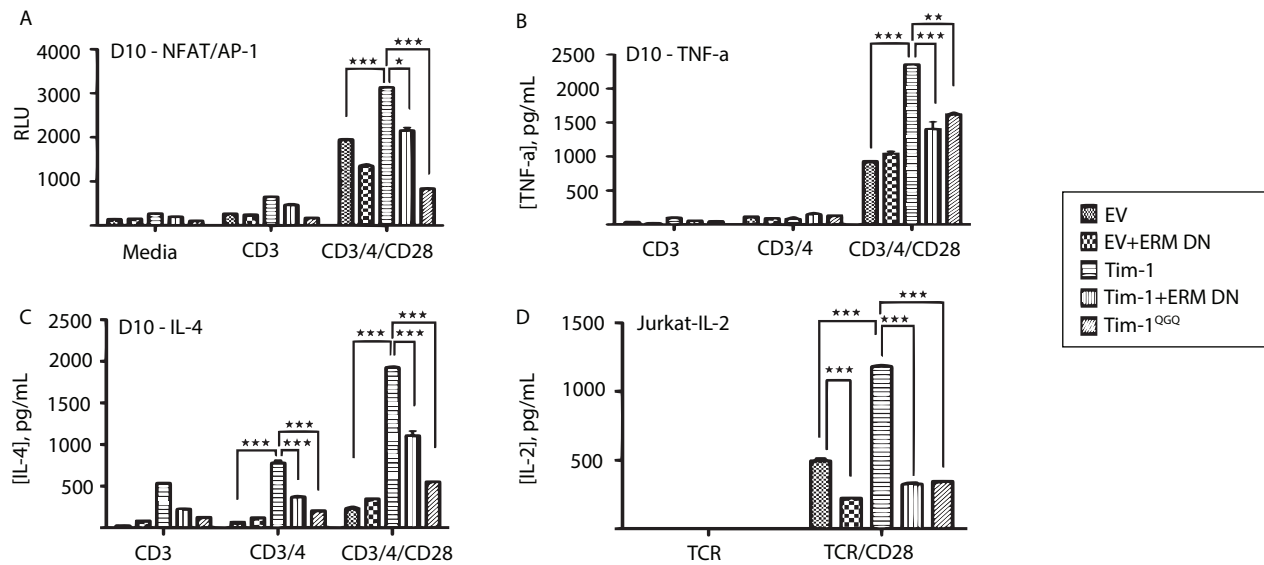 A
D10 - NFAT/AP-1
RLU
4000
3000
2000
1000
★★★
★★★
★
Media
CD3
CD3/4/CD28
B
D10 - TNF-a
[TNF-a], pg/mL
2500
2000
1500
1000
500
★★
★★★
★★★
CD3
CD3/4
CD3/4/CD28
EV
EV+ERM DN
Tim-1
Tim-1+ERM DN
Tim-1QGQ
C
D10 - IL-4
[IL-4], pg/mL
2500
2000
1500
1000
500
★★★
★★★
★★★
★★★
★★★
★★★
CD3
CD3/4
CD3/4/CD28
D
Jurkat-IL-2
[IL-2], pg/mL
1500
1000
500
★★★
★★★
★★★
★★★
TCR
TCR/CD28